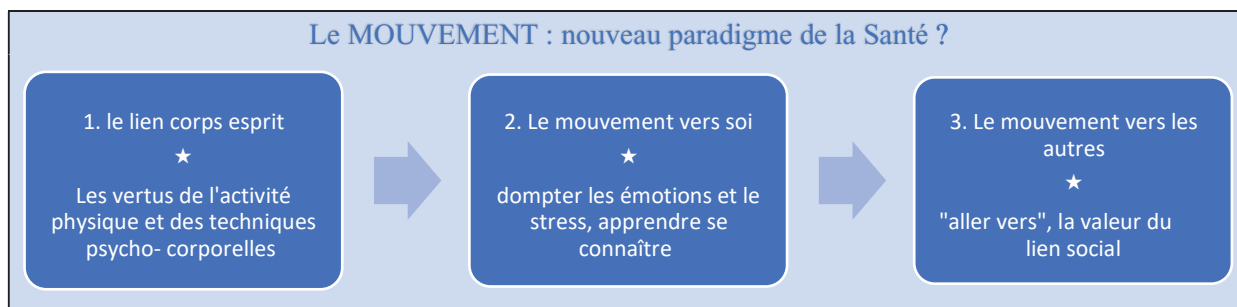 Le MOUVEMENT : nouveau paradigme de la Santé ?
1. le lien corps esprit
★
Les vertus de l'activité
physique et des techniques
psycho- corporelles
2. Le mouvement vers soi
★
dompter les émotions et le
stress, apprendre se
connaître
3. Le mouvement vers les
autres
★
"aller vers", la valeur du
lien social